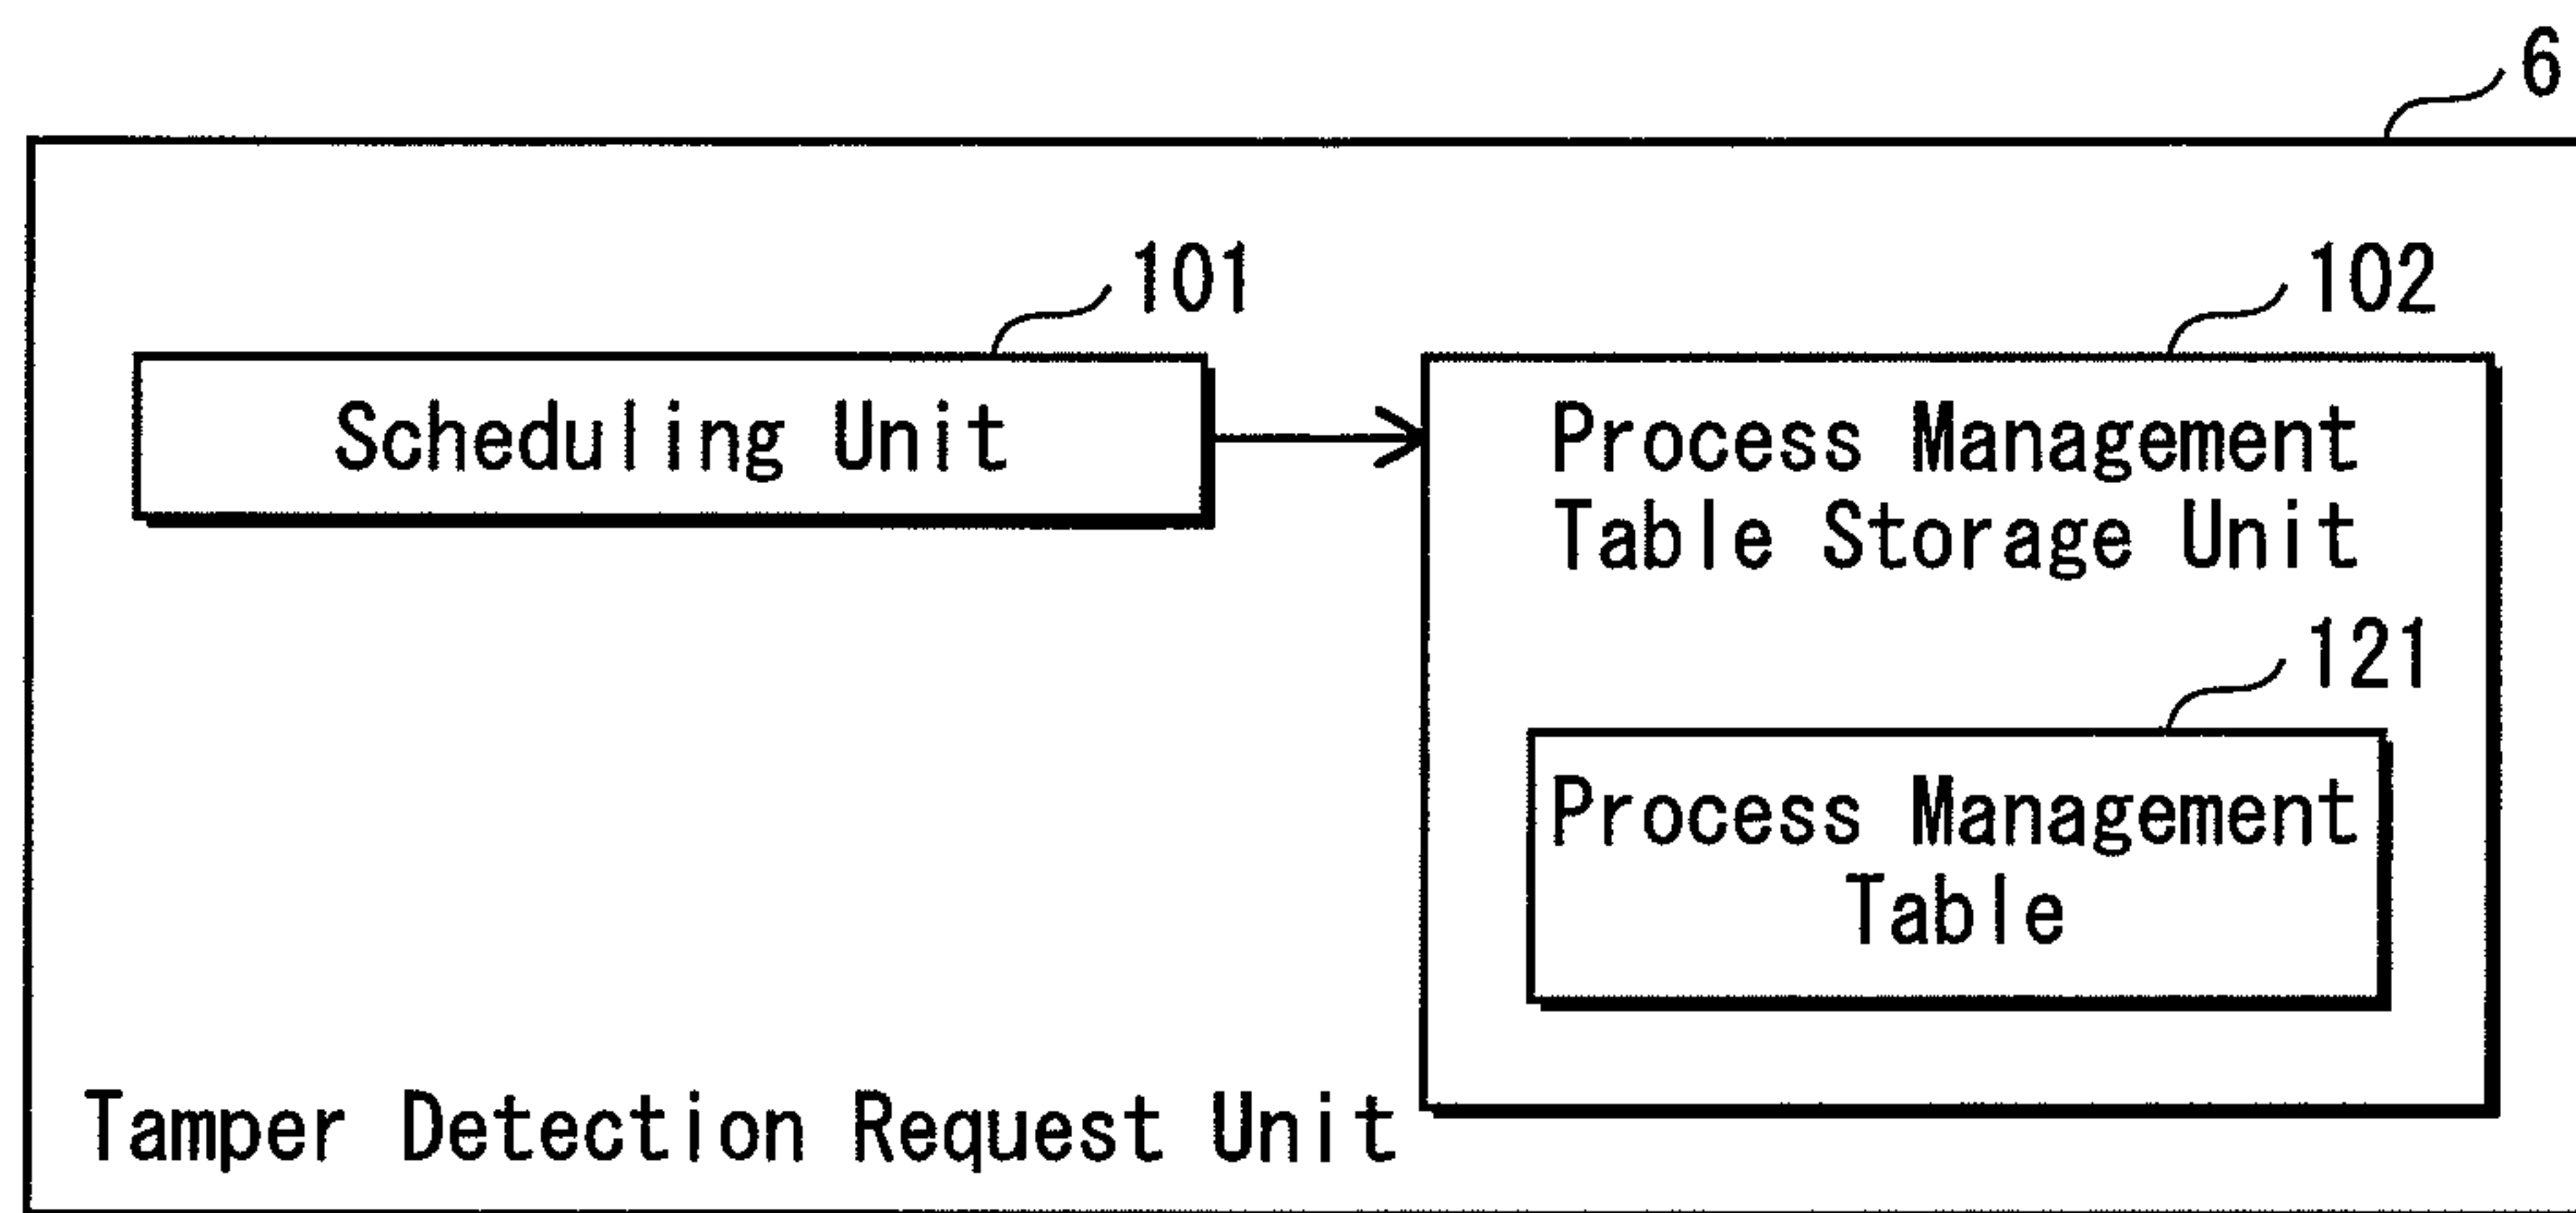 6
101
102
Scheduling Unit
Process Management
Table Storage Unit
121
Process Management
Table
Tamper Detection Request Unit